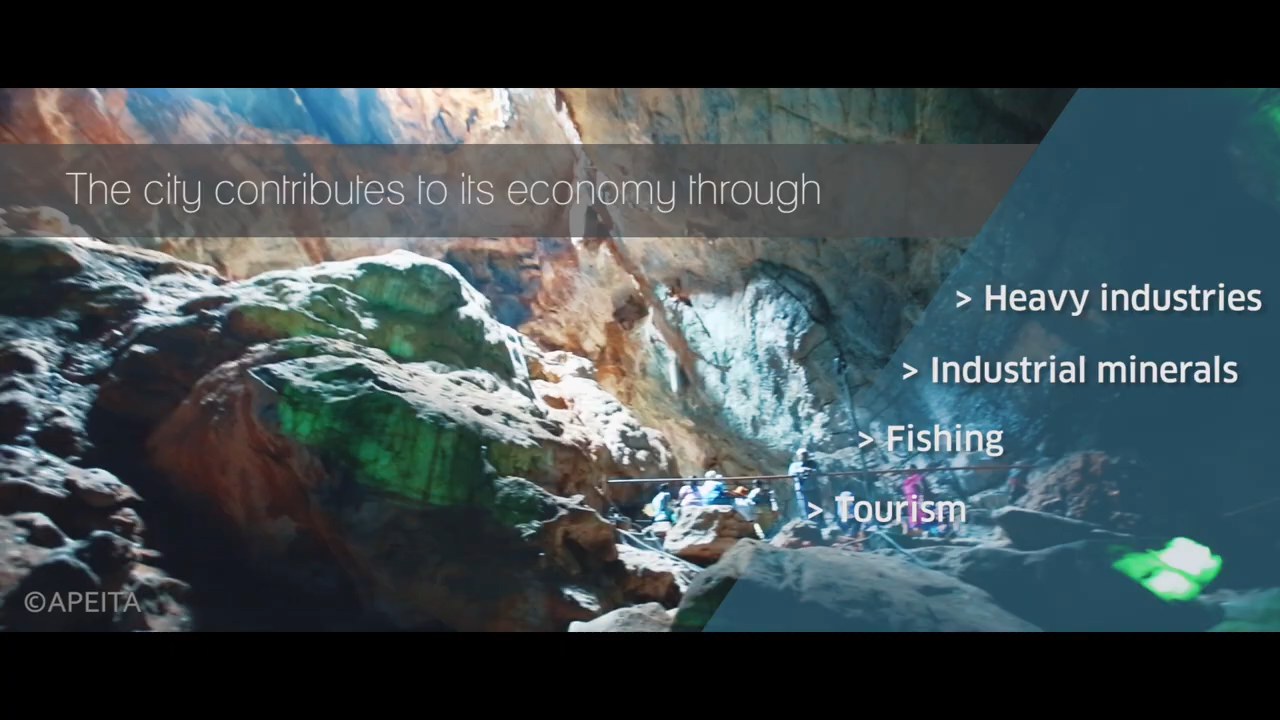 The city contributes to its economy through
> Heavy industries
> Industrial minerals
> Fishing
> Tourism
©APEITA